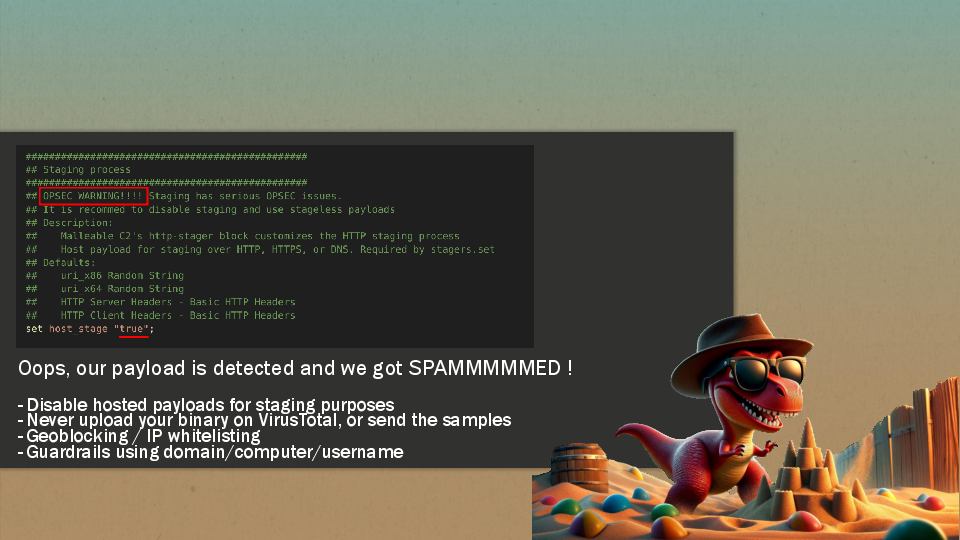 ###############################################
## Staging process
###############################################
## OPSEC WARNING!!!! Staging has serious OPSEC issues.
## It is recommed to disable staging and use stageless payloads
## Description:
##    Malleable C2's http-stager block customizes the HTTP staging process
##    Host payload for staging over HTTP, HTTPS, or DNS. Required by stagers.set
## Defaults:
##    uri_x86 Random String
##    uri_x64 Random String
##    HTTP Server Headers - Basic HTTP Headers
##    HTTP Client Headers - Basic HTTP Headers
set host_stage "true";
Oops, our payload is detected and we got SPAMMMMMED !
- Disable hosted payloads for staging purposes
- Never upload your binary on VirusTotal, or send the samples
- Geoblocking / IP whitelisting
- Guardrails using domain/computer/username